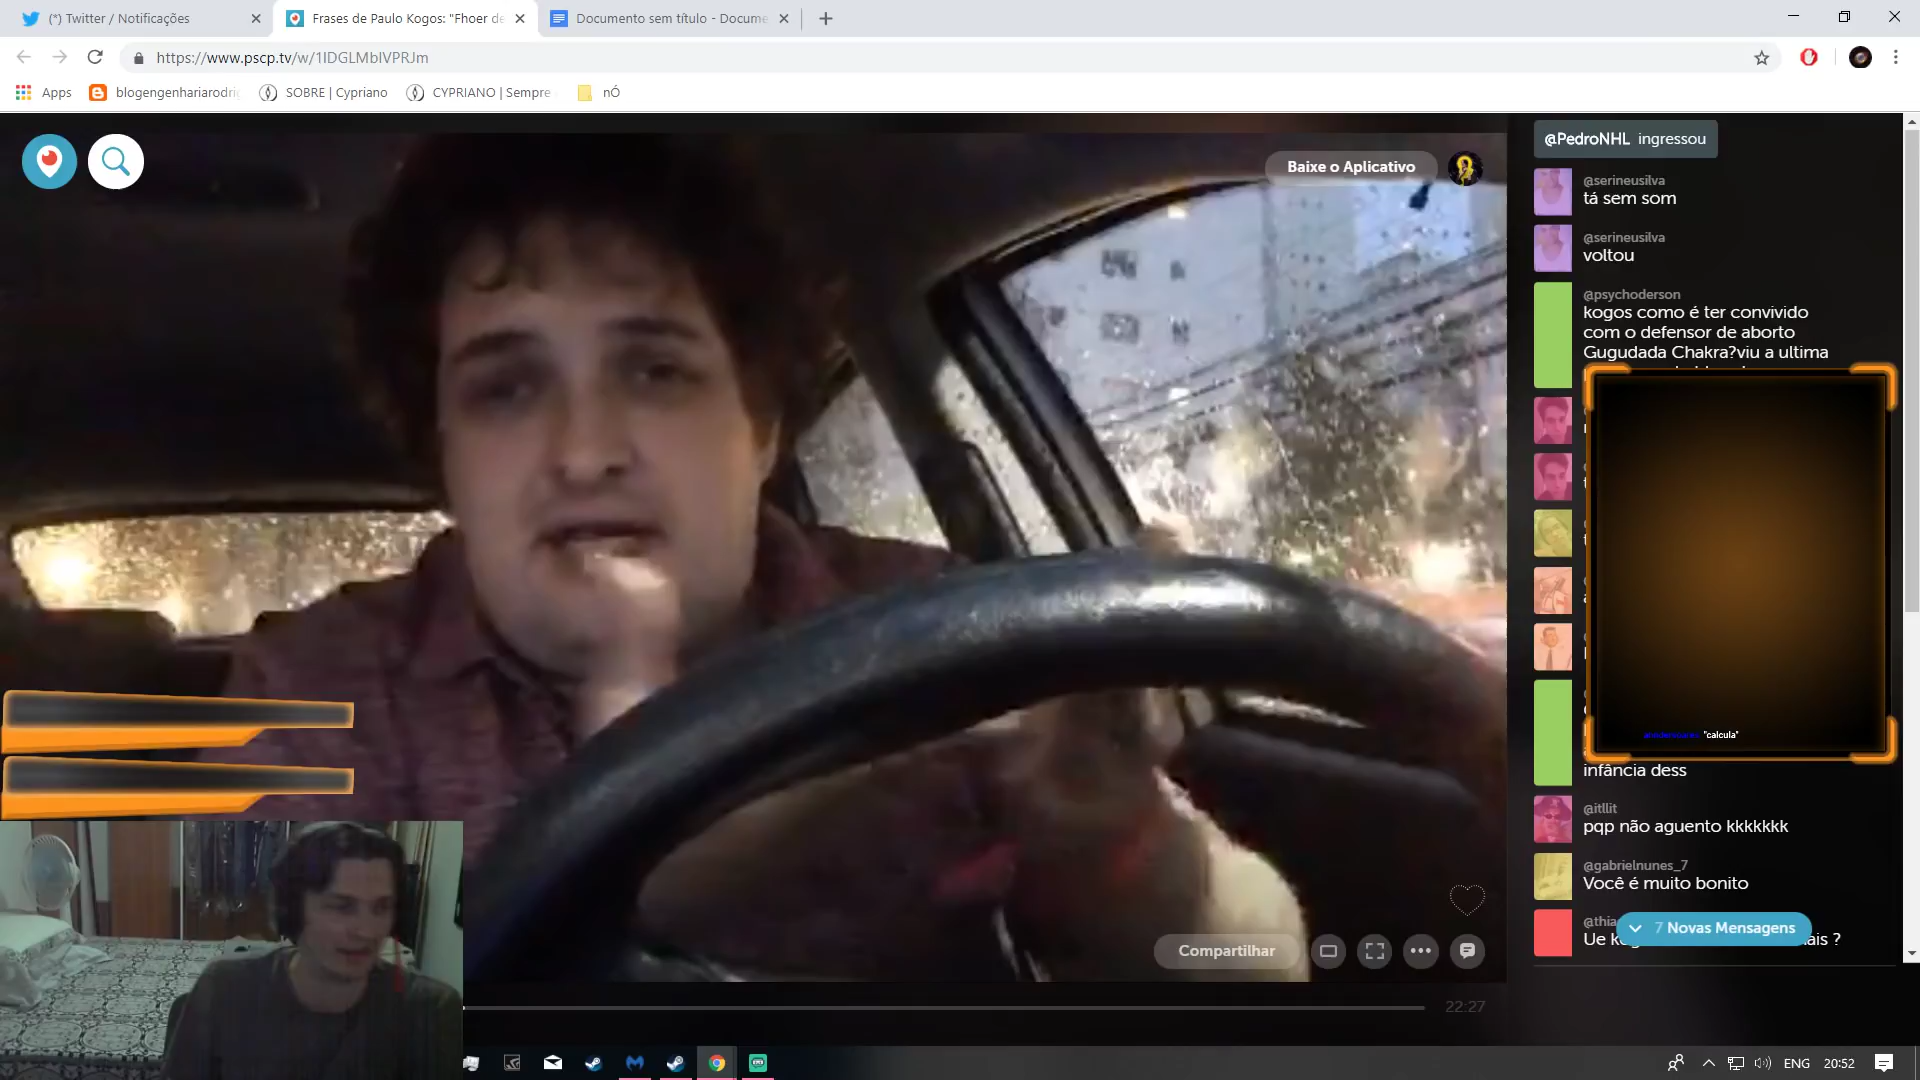 (*) Twitter / Notificações
Frases de Paulo Kogos: "Fhoer de
Documento sem título - Docume
https://www.pscp.tv/w/1IDGLMbIVPRJm
Apps
blogengenhariarodri
SOBRE | Cypriano
CYPRIANO | Sempre
nÓ
Baixe o Aplicativo
@PedroNHL ingressou
@serineusilva
tá sem som
@serineusilva
voltou
@psychoderson
kogos como é ter convivido
com o defensor de aborto
Gugudada Chakra?viu a ultima
"calcula"
infância dess
@itllit
pqp não aguento kkkkkkk
@gabrielnunes_7
Você é muito bonito
@thia
7 Novas Mensagens
Ue k
ais ?
Compartilhar
22:27
ENG
20:52